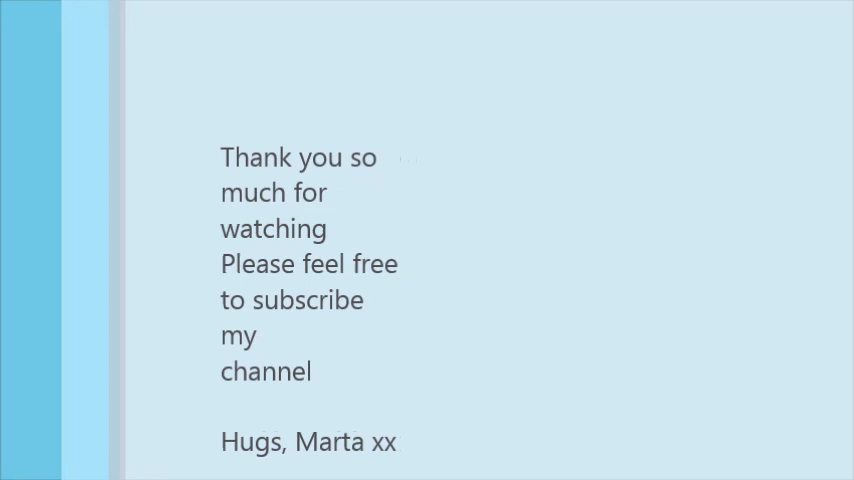 Thank you so
much for
watching
Please feel free
to subscribe
my
channel
Hugs, Marta xx